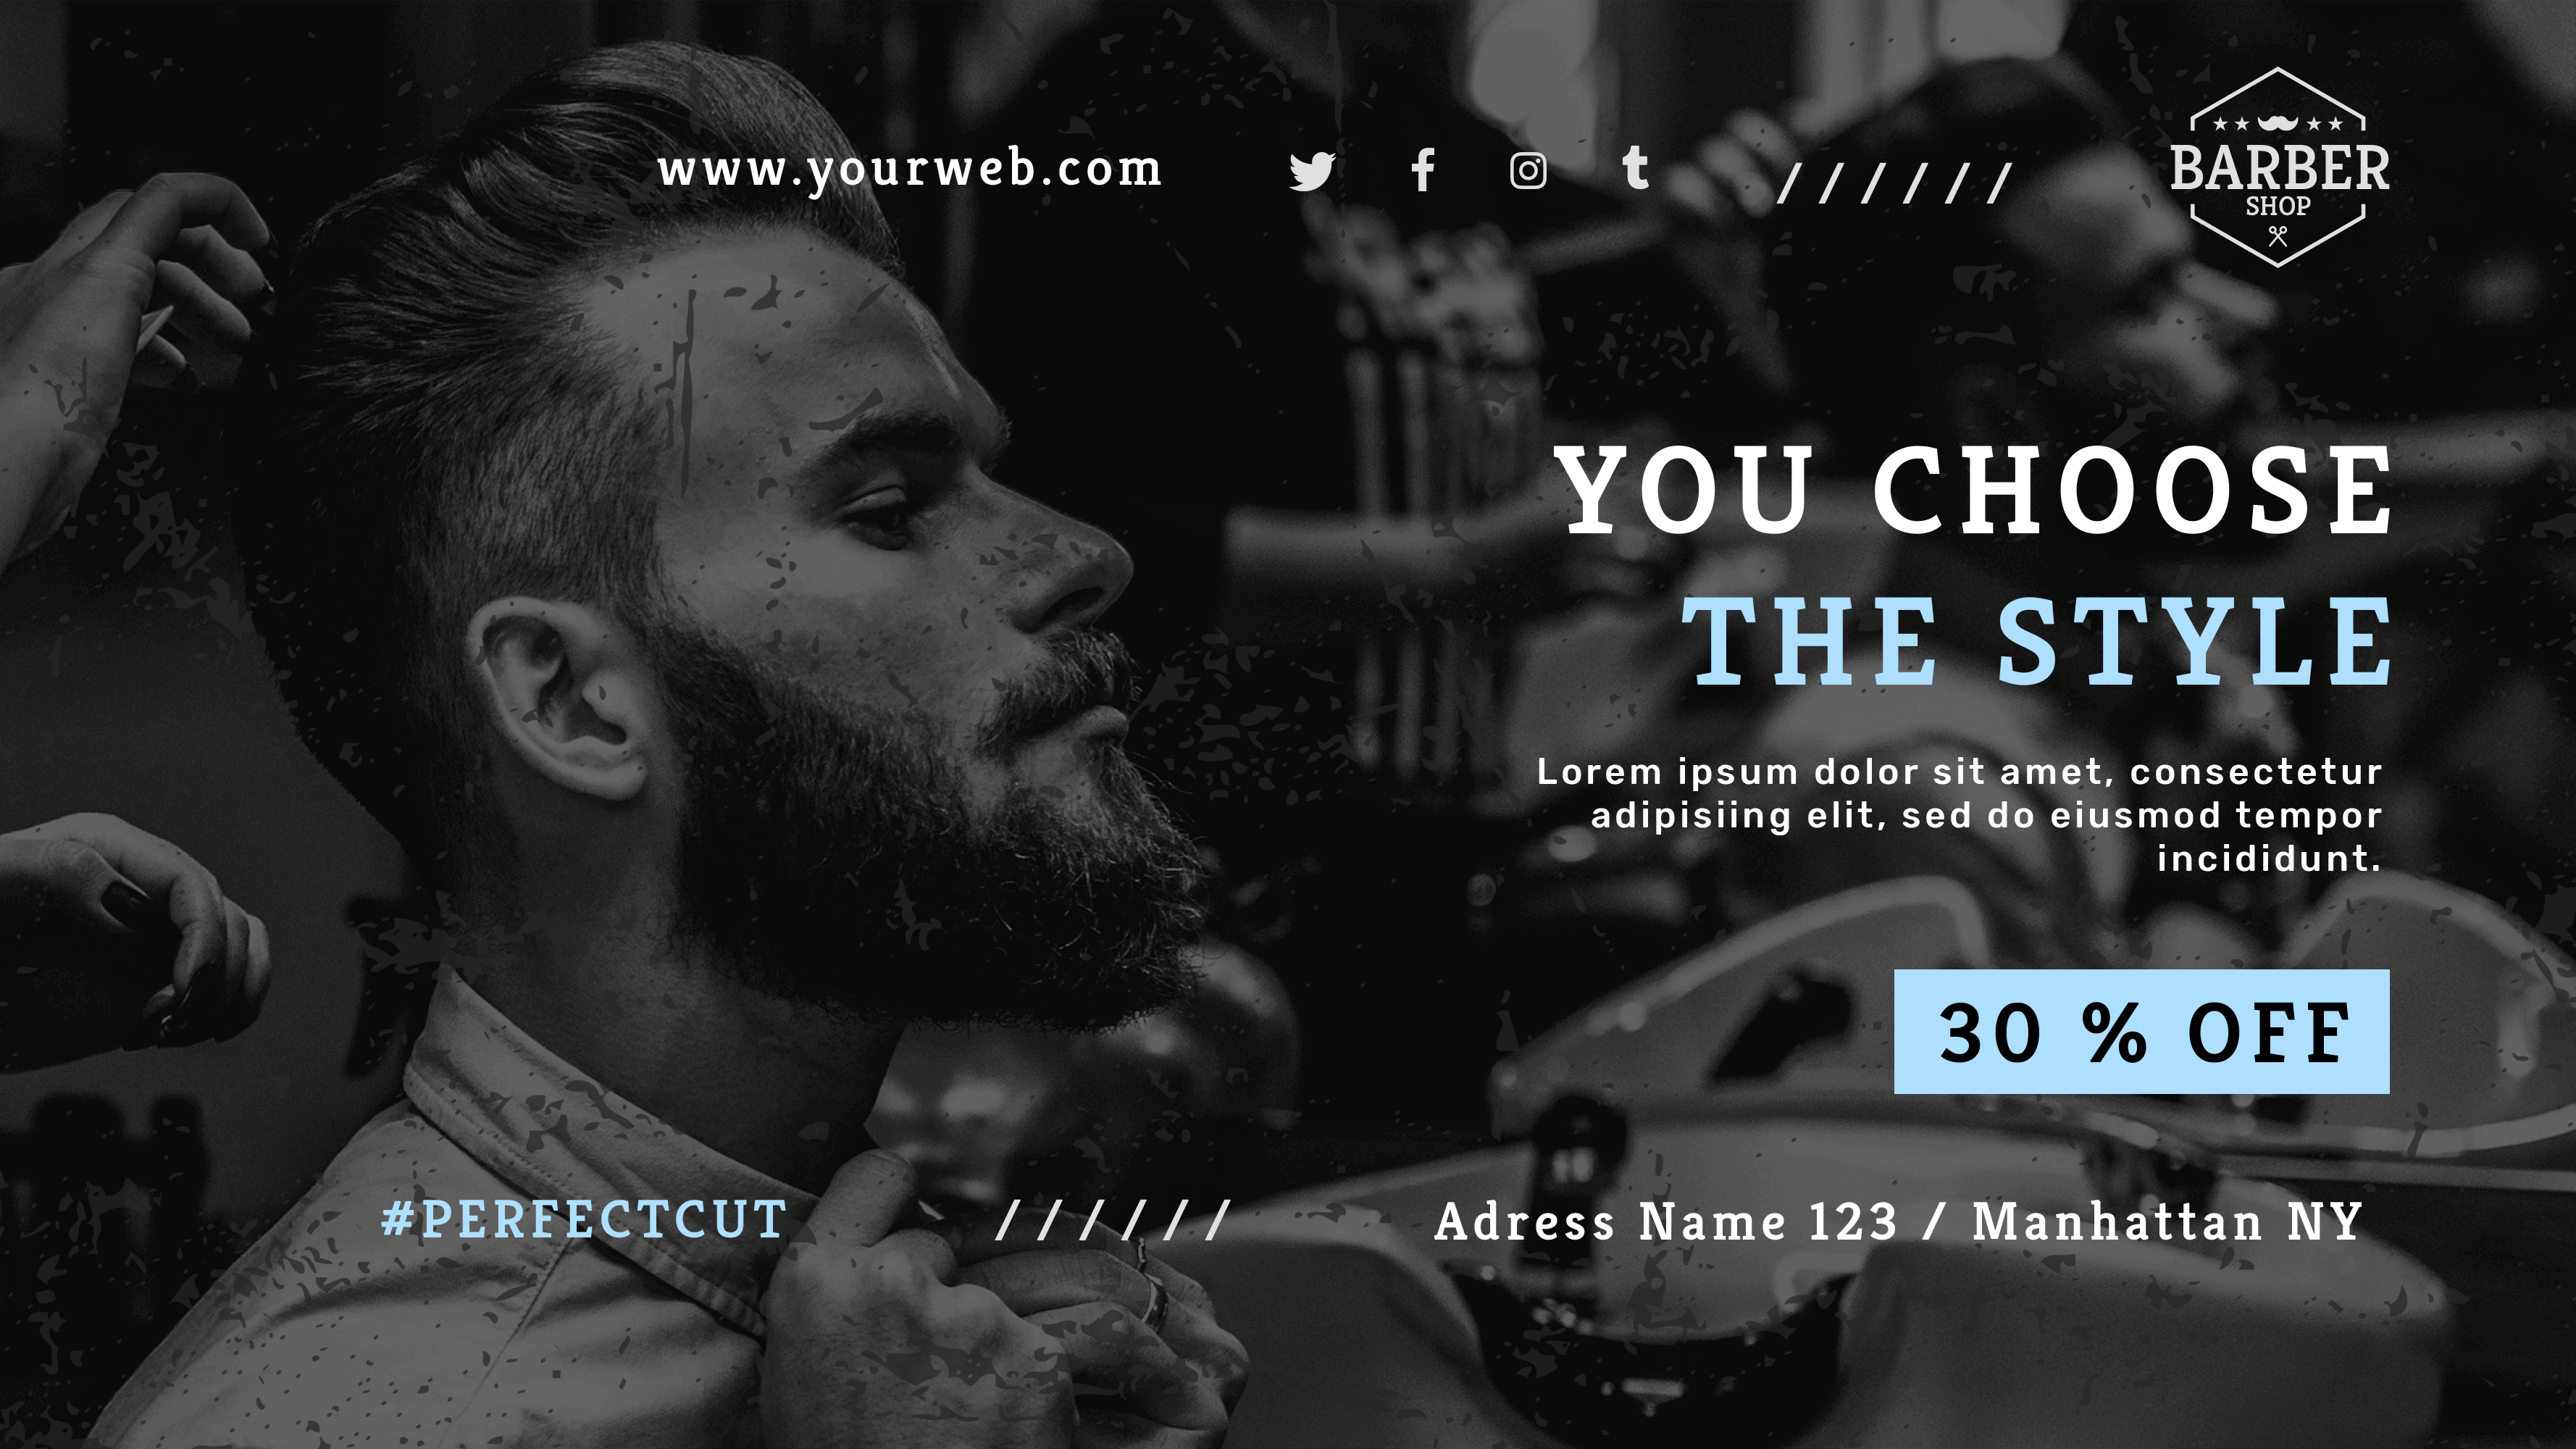 www.yourweb.com
//////
BARBER
SHOP
YOU CHOOSE
THE STYLE
Lorem ipsum dolor sit amet, consectetur
adipisiing elit, sed do eiusmod tempor
incididunt.
30 % OFF
#PERFECTCUT
//////
Adress Name 123 / Manhattan NY